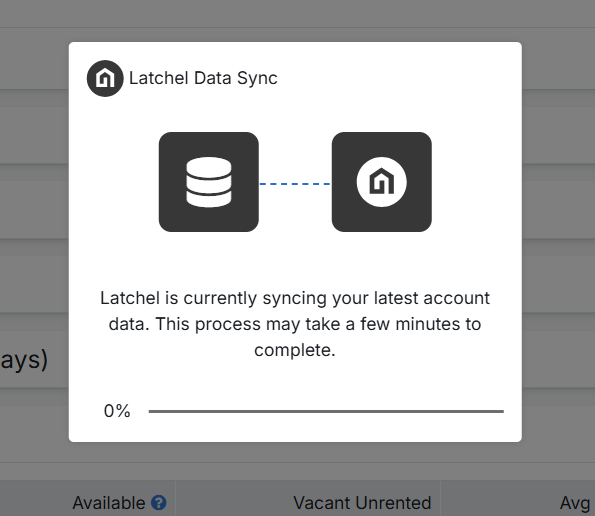 Latchel Data Sync
Latchel is currently syncing your latest account
data. This process may take a few minutes to
complete.
ays)
0%
Available ?
Vacant Unrented
Avg